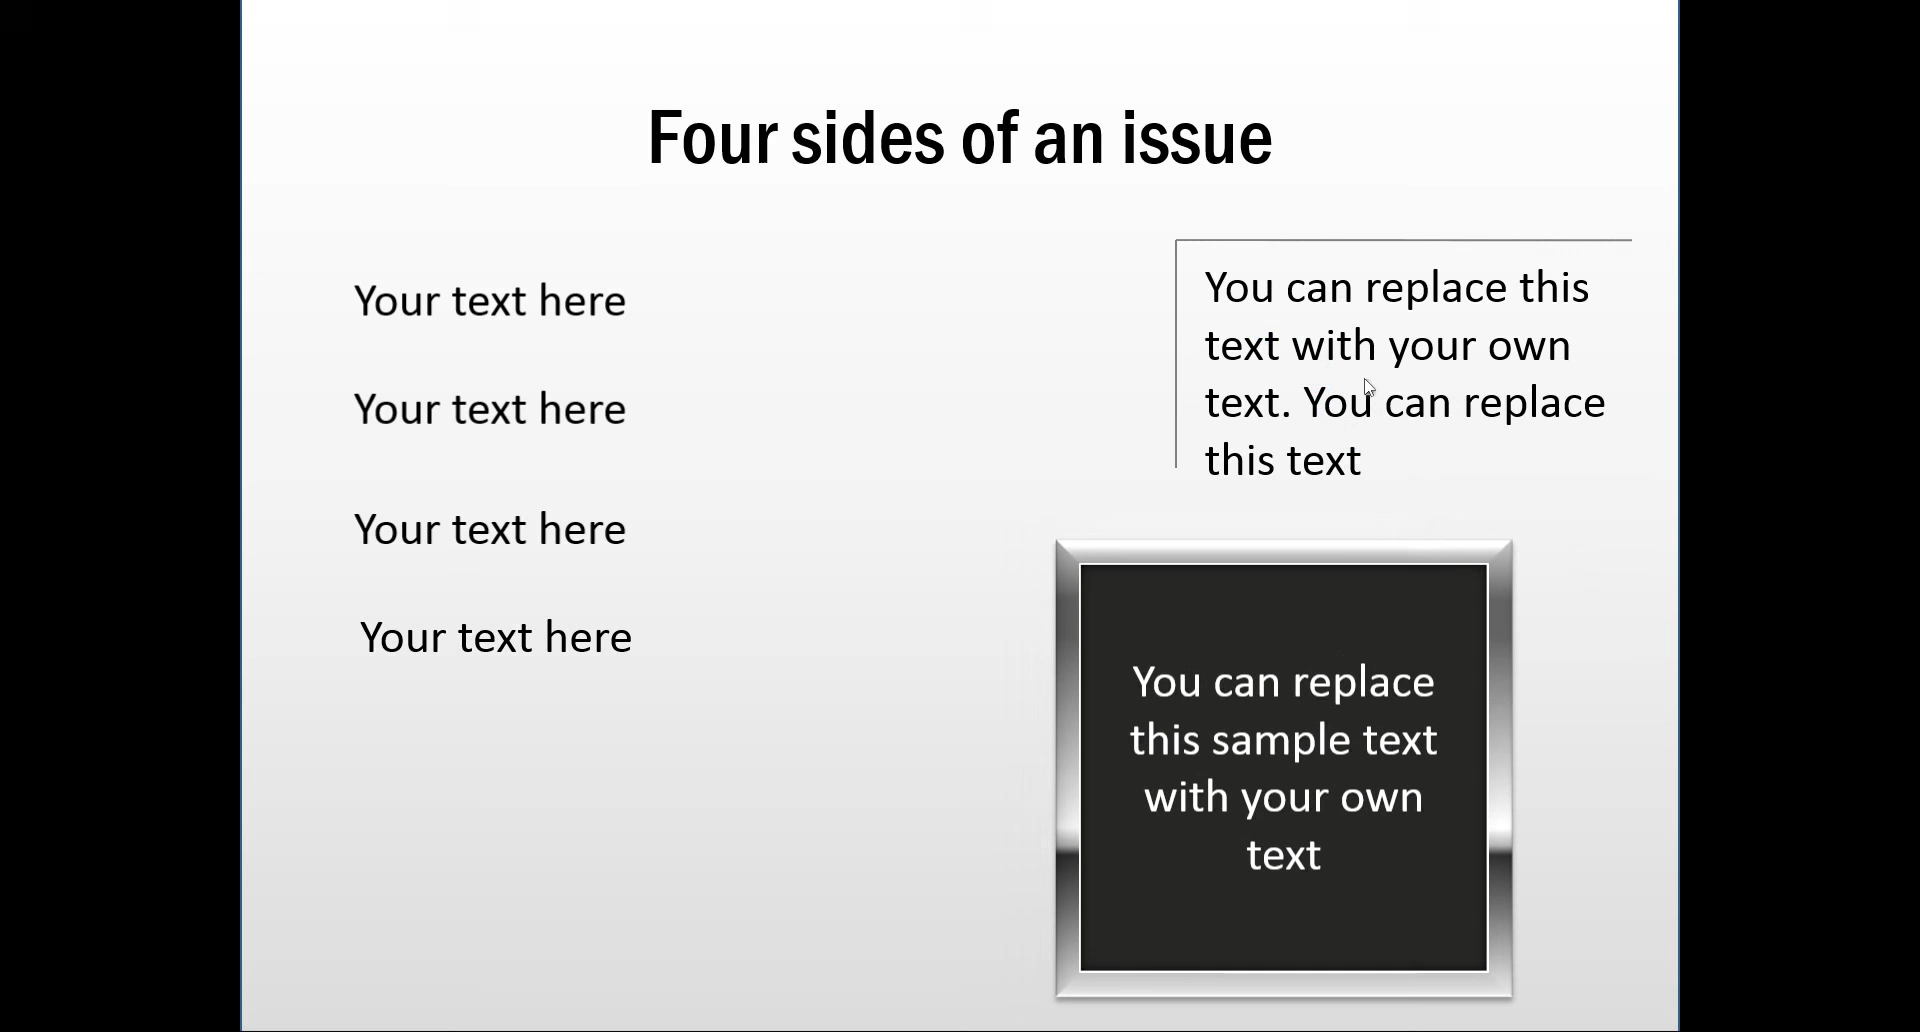 Four sides of an issue
Your text here
Your text here
Your text here
Your text here
You can replace this
text with your own
text. You can replace
this text
You can replace
this sample text
with your own
text